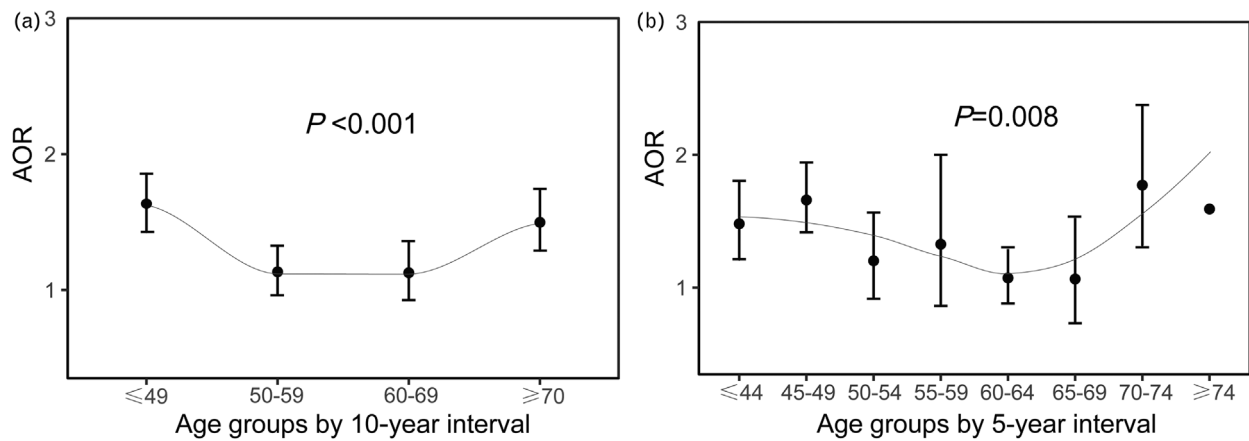 (a)
3
2
1
AOR
P <0.001
⩽49 50-59 60-69 ⩾70
Age groups by 10-year interval
(b)
3
2
1
AOR
P=0.008
⩽44 45-49 50-54 55-59 60-64 65-69 70-74 ⩾74
Age groups by 5-year interval